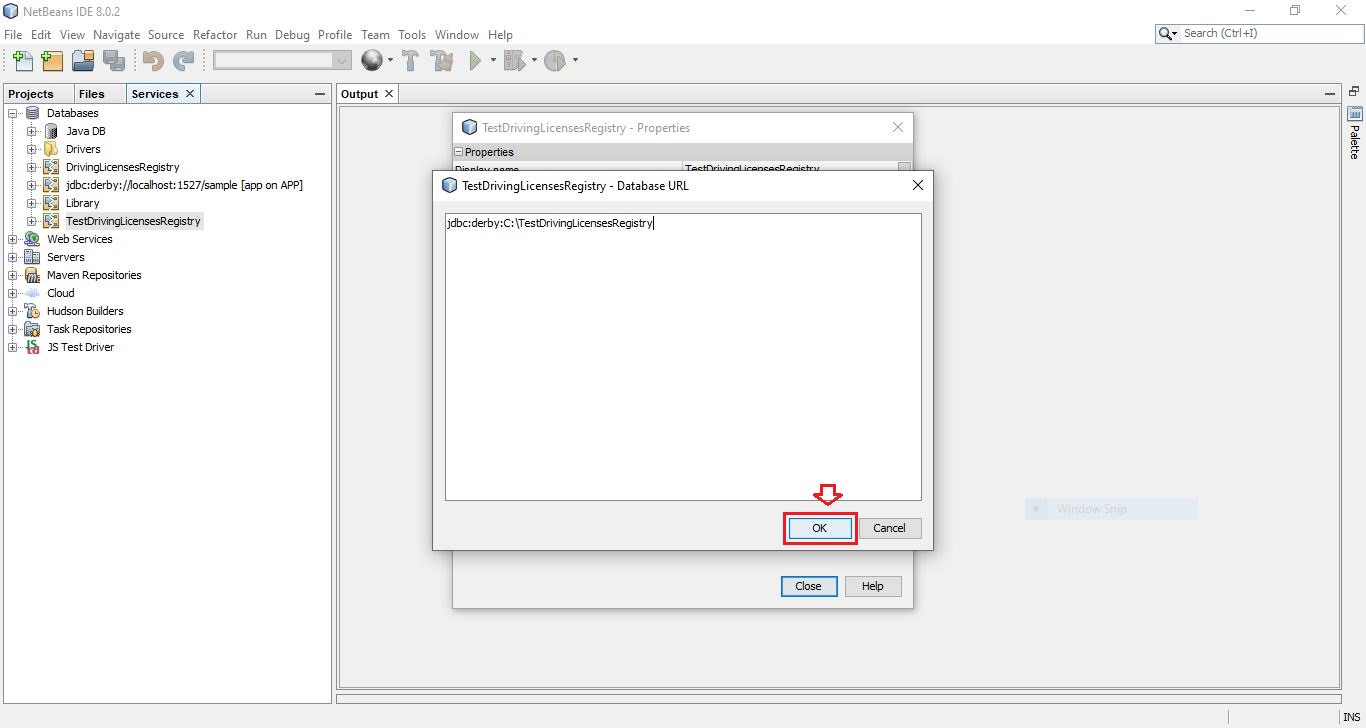 NetBeans IDE 8.0.2
File Edit View Navigate Source Refactor Run Debug Profile Team Tools Window Help
Search (Ctrl+I)
Projects Files Services
Output
Databases
Java DB
Drivers
DrivingLicensesRegistry
jdbc:derby://localhost:1527/sample [app on APP]
Library
TestDrivingLicensesRegistry
Web Services
Servers
Maven Repositories
Cloud
Hudson Builders
Task Repositories
JS Test Driver
TestDrivingLicensesRegistry - Properties
Properties
Display name TestDrivingLicensesRegistry
TestDrivingLicensesRegistry - Database URL
jdbc:derby:C:\TestDrivingLicensesRegistry
OK Cancel
Close Help
Window Snip
Palette
INS